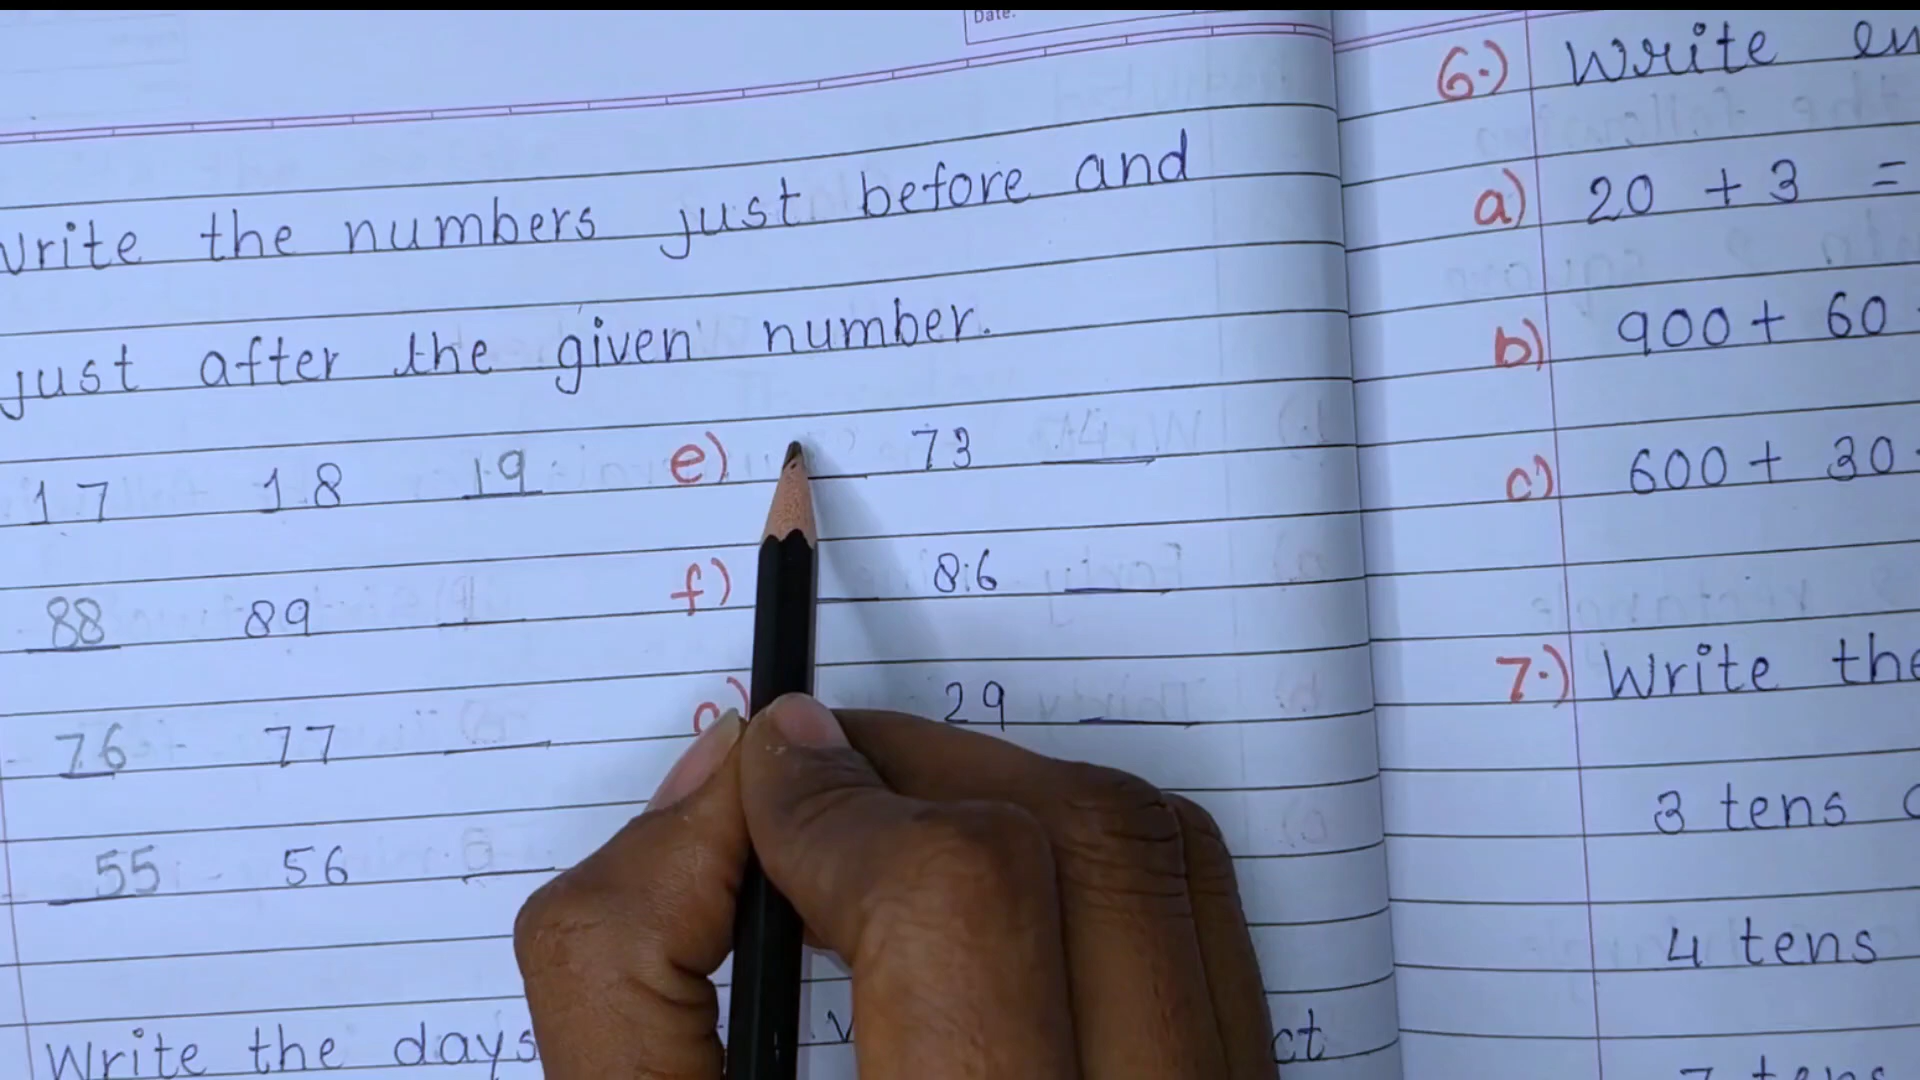 Date:
Write the numbers just before and
just after the given number.
17 18 19 e) 73
88 89 f) 86
76 77 29
55 56
Write the days
6.) Write
a) 20 + 3 =
b) 900 + 60
c) 600 + 30
7.) Write the
3 tens
4 tens
7 tens